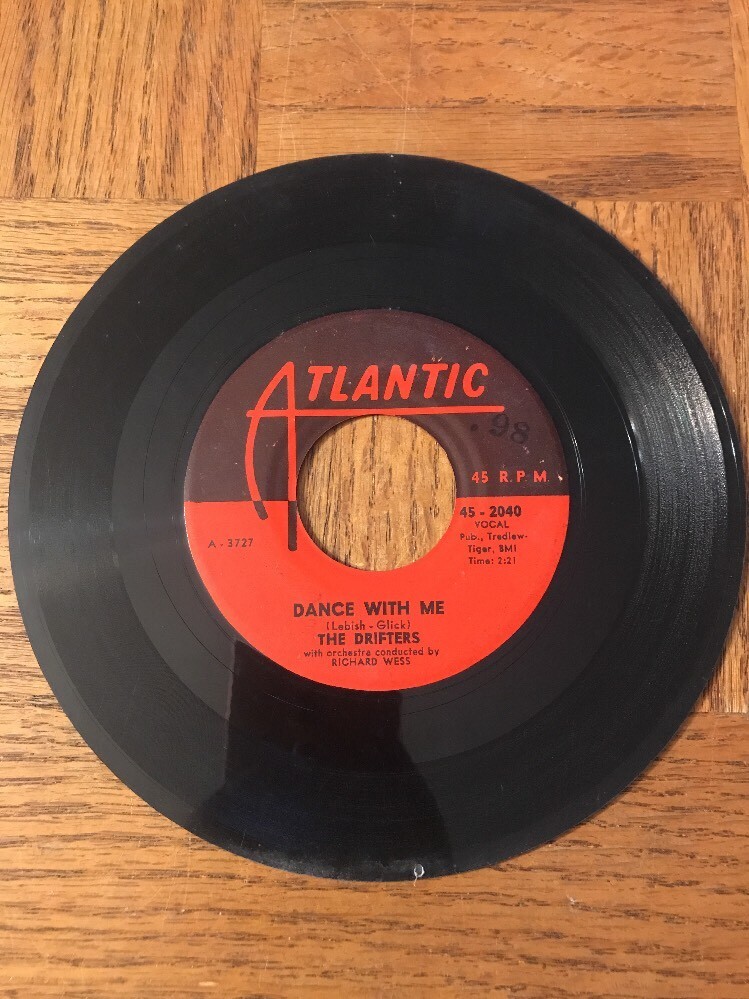 ATLANTIC
.98
45 R.P.M.
45 - 2040
VOCAL
Pub., Tredlew-
Tiger, BMI
Time: 2:21
A - 3727
DANCE WITH ME
(Lebish - Glick)
THE DRIFTERS
with orchestra conducted by
RICHARD WESS